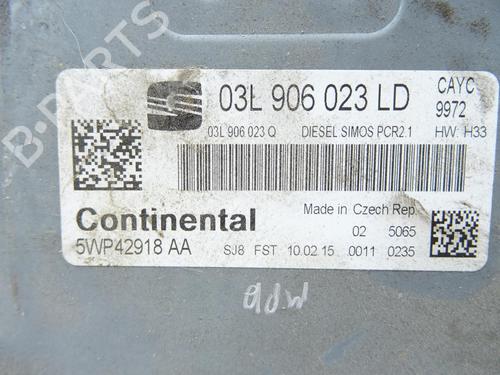 B-PARTS
03L 906 023 LD
CAYC
9972
03L 906 023 Q DIESEL SIMOS PCR2.1 HW: H33
Continental
Made in Czech Rep.
02 5065
5WP42918 AA SJ8 FST 10.02.15 0011 0235